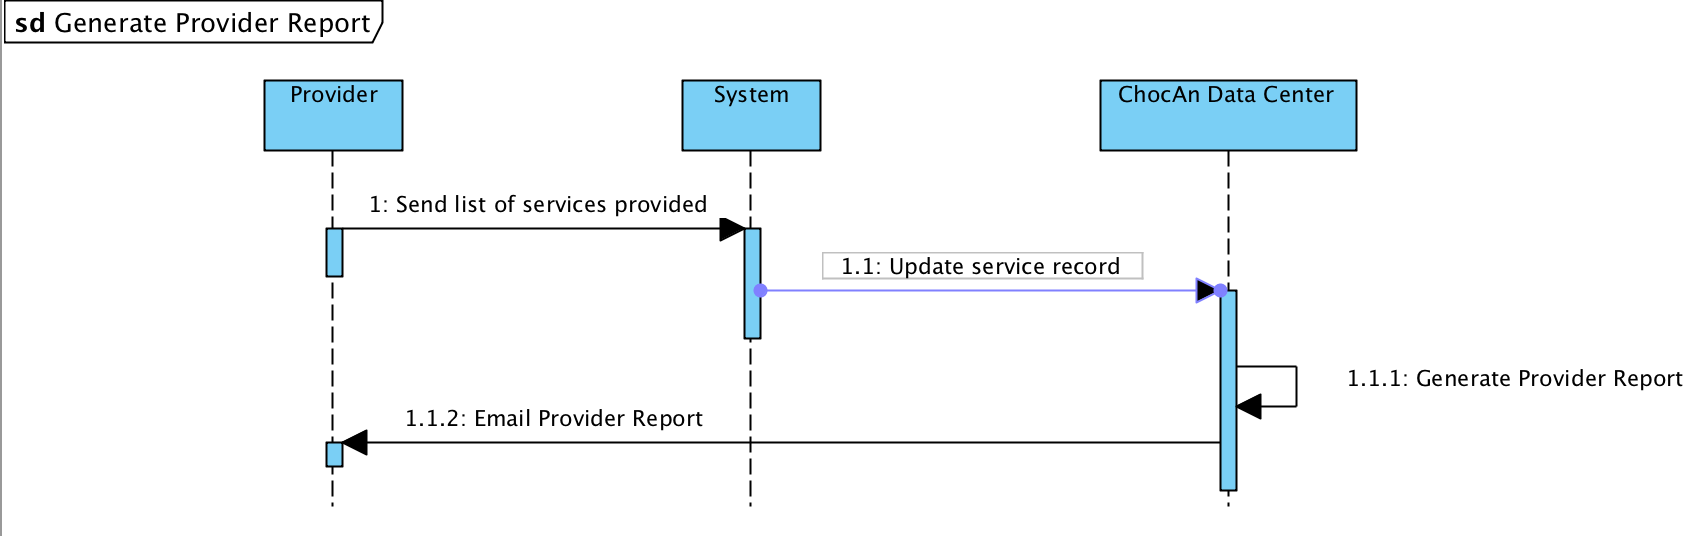 sd Generate Provider Report
Provider
System
ChocAn Data Center
1: Send list of services provided
1.1: Update service record
1.1.1: Generate Provider Report
1.1.2: Email Provider Report